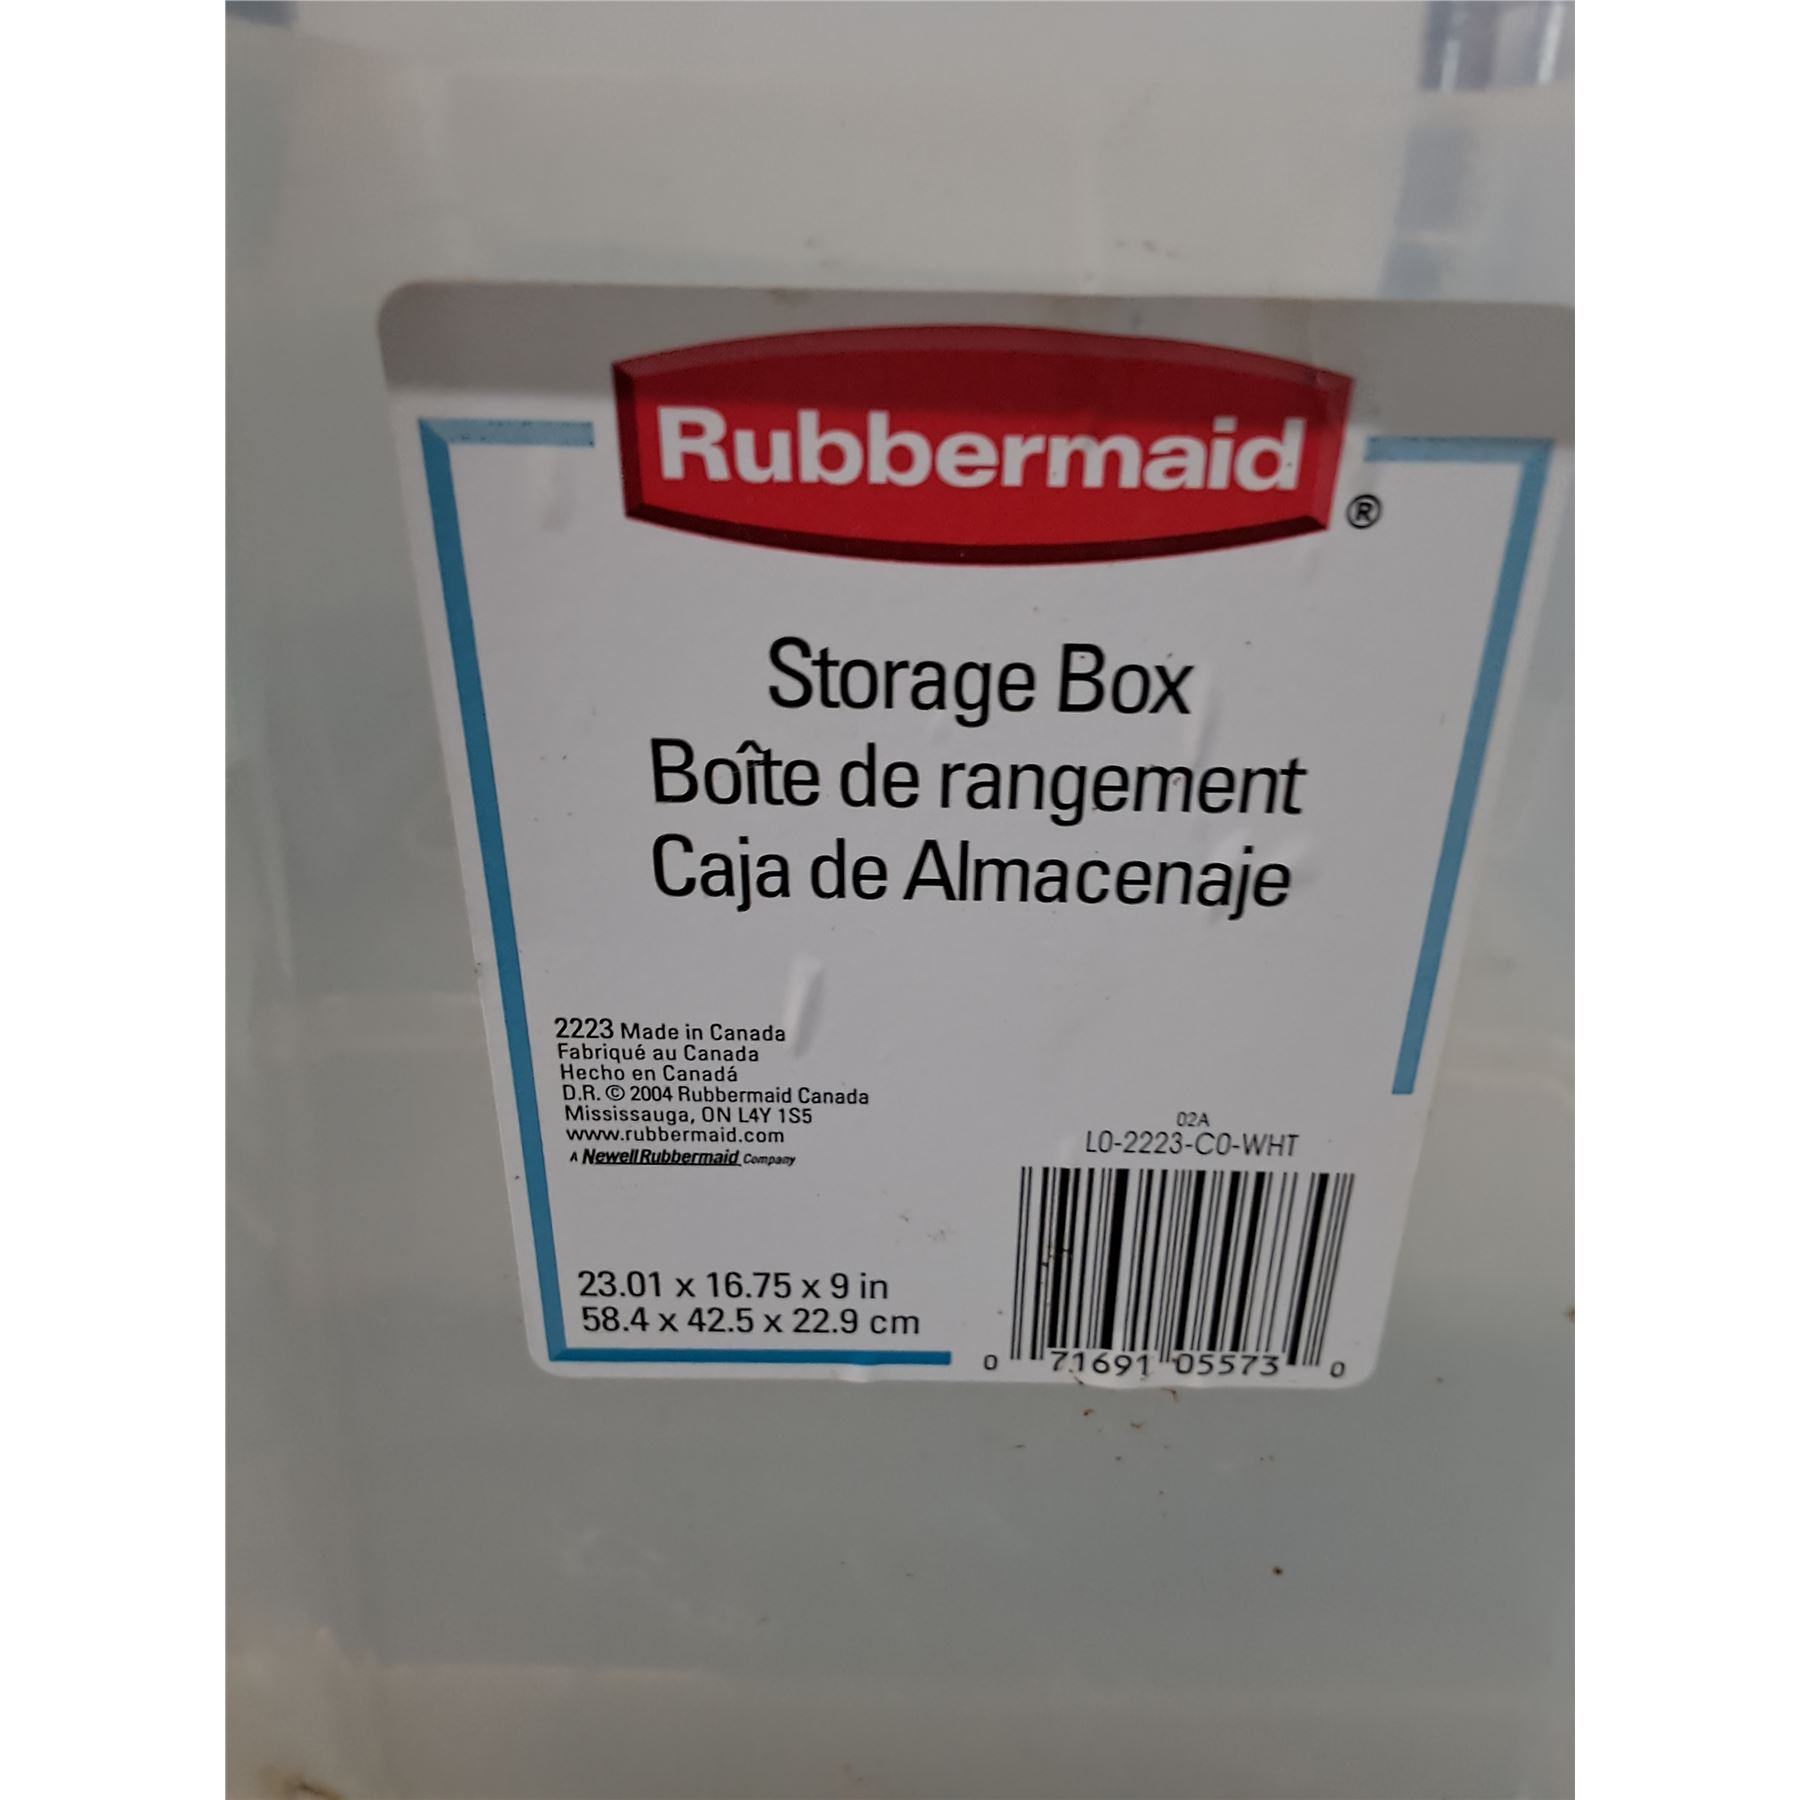 Rubbermaid®
Storage Box
Boîte de rangement
Caja de Almacenaje
2223 Made in Canada
Fabriqué au Canada
Hecho en Canadá
D.R. © 2004 Rubbermaid Canada
Mississauga, ON L4Y 1S5
www.rubbermaid.com
A Newell Rubbermaid Company
23.01 x 16.75 x 9 in
58.4 x 42.5 x 22.9 cm
02A
L0-2223-C0-WHT
0 71691 05573 0